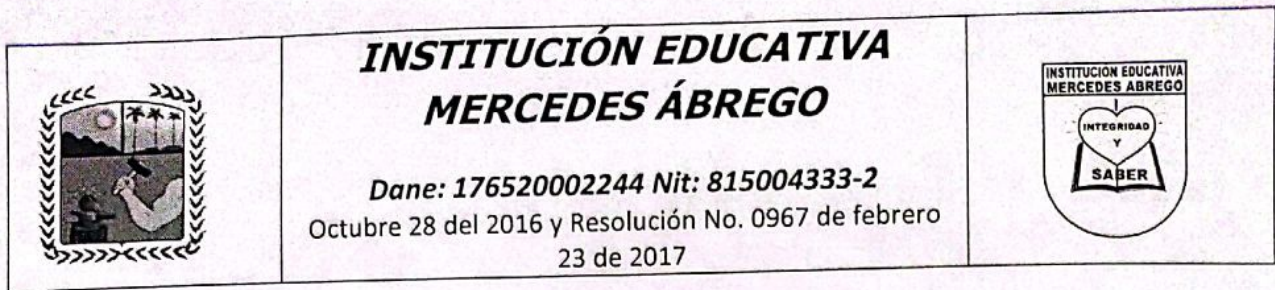 INSTITUCIÓN EDUCATIVA
MERCEDES ÁBREGO
Dane: 176520002244 Nit: 815004333-2
Octubre 28 del 2016 y Resolución No. 0967 de febrero
23 de 2017
INSTITUCION EDUCATIVA
MERCEDES ABREGO
INTEGRIDAD
Y
SABER